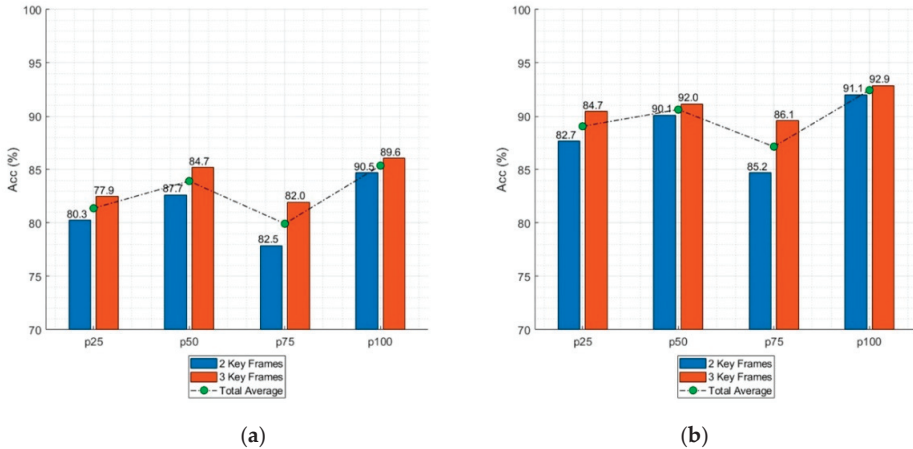 100
95
90
85
80
75
70
Acc (%)
80.3
77.9
87.7
84.7
82.5
82.0
90.5
89.6
p25 p50 p75 p100
2 Key Frames
3 Key Frames
Total Average
(a)
100
95
90
85
80
75
70
Acc (%)
82.7
84.7
90.1
92.0
85.2
86.1
91.1
92.9
p25 p50 p75 p100
2 Key Frames
3 Key Frames
Total Average
(b)